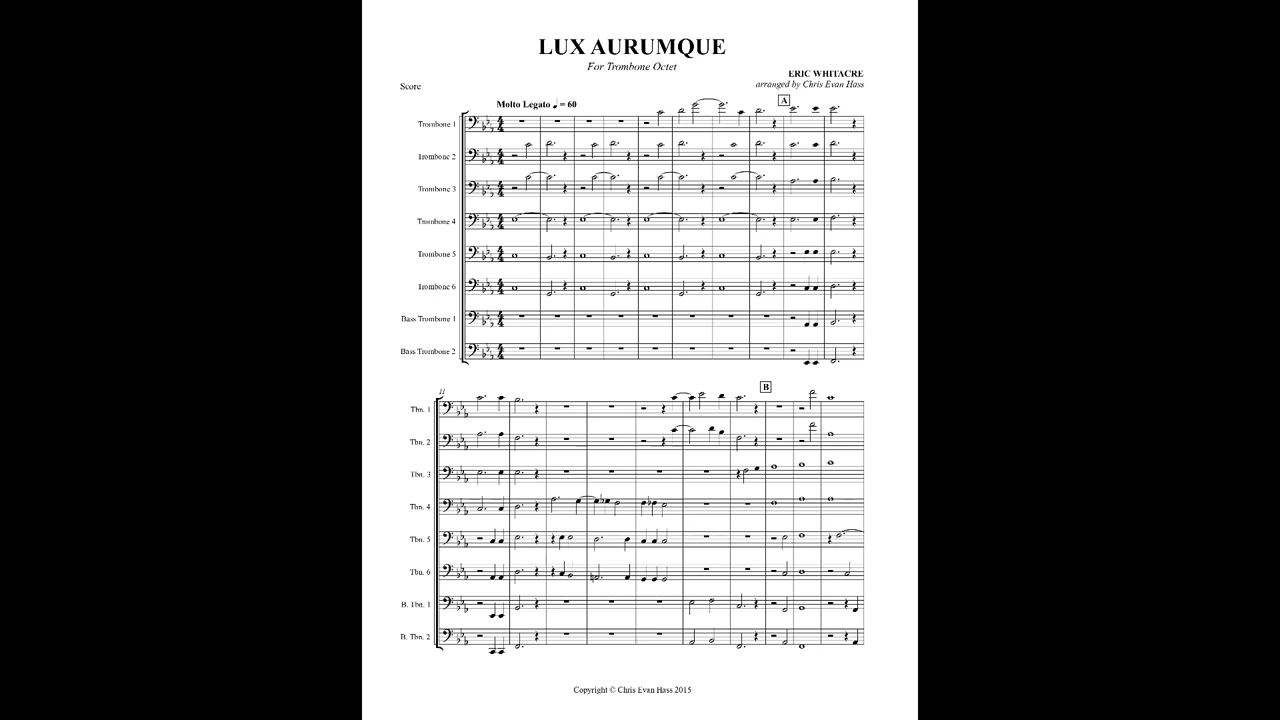 LUX AURUMQUE
For Trombone Octet
ERIC WHITACRE
Score
arranged by Chris Evan Hass
Molto Legato ♩ = 60
A
Trombone 1
Trombone 2
Trombone 3
Trombone 4
Trombone 5
Trombone 6
Bass Trombone 1
Bass Trombone 2
11
B
Tbn. 1
Tbn. 2
Tbn. 3
Tbn. 4
Tbn. 5
Tbn. 6
B. Tbn. 1
B. Tbn. 2
Copyright © Chris Evan Hass 2015